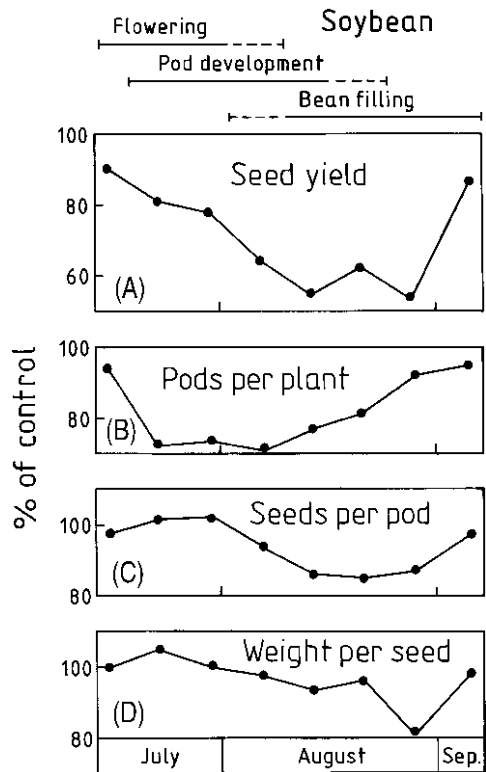 Soybean
Flowering
Pod development
Bean filling
% of control
100
80
60
Seed yield
(A)
100
80
Pods per plant
(B)
100
80
Seeds per pod
(C)
100
80
Weight per seed
(D)
July August Sep.